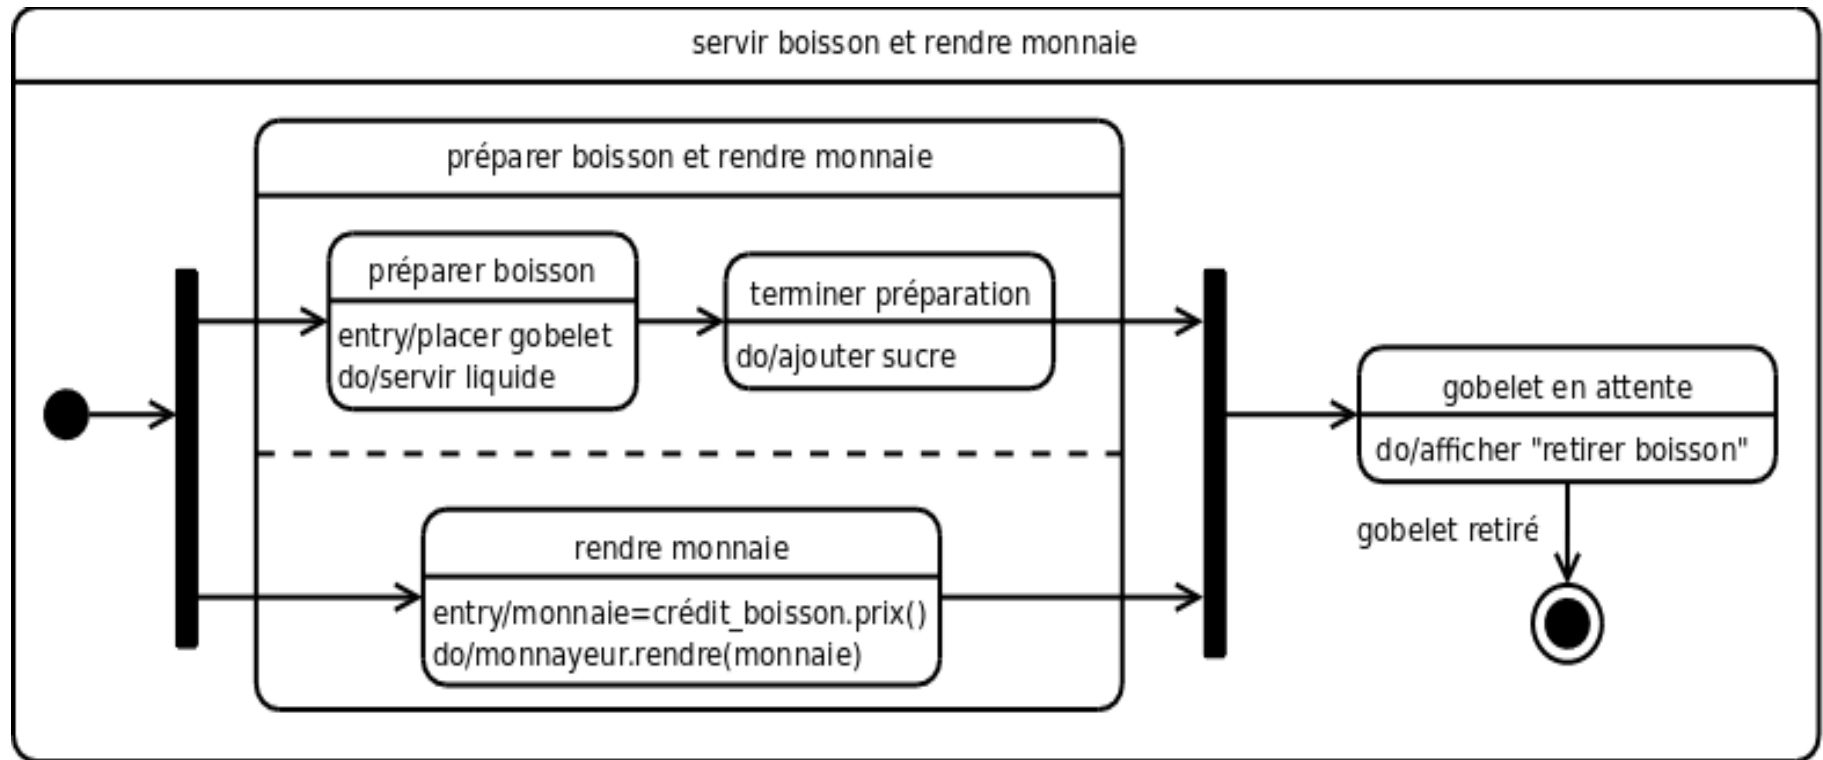 servir boisson et rendre monnaie
préparer boisson et rendre monnaie
préparer boisson
entry/placer gobelet
do/servir liquide
terminer préparation
do/ajouter sucre
rendre monnaie
entry/monnaie=crédit_boisson.prix()
do/monnayeur.rendre(monnaie)
gobelet en attente
do/afficher "retirer boisson"
gobelet retiré